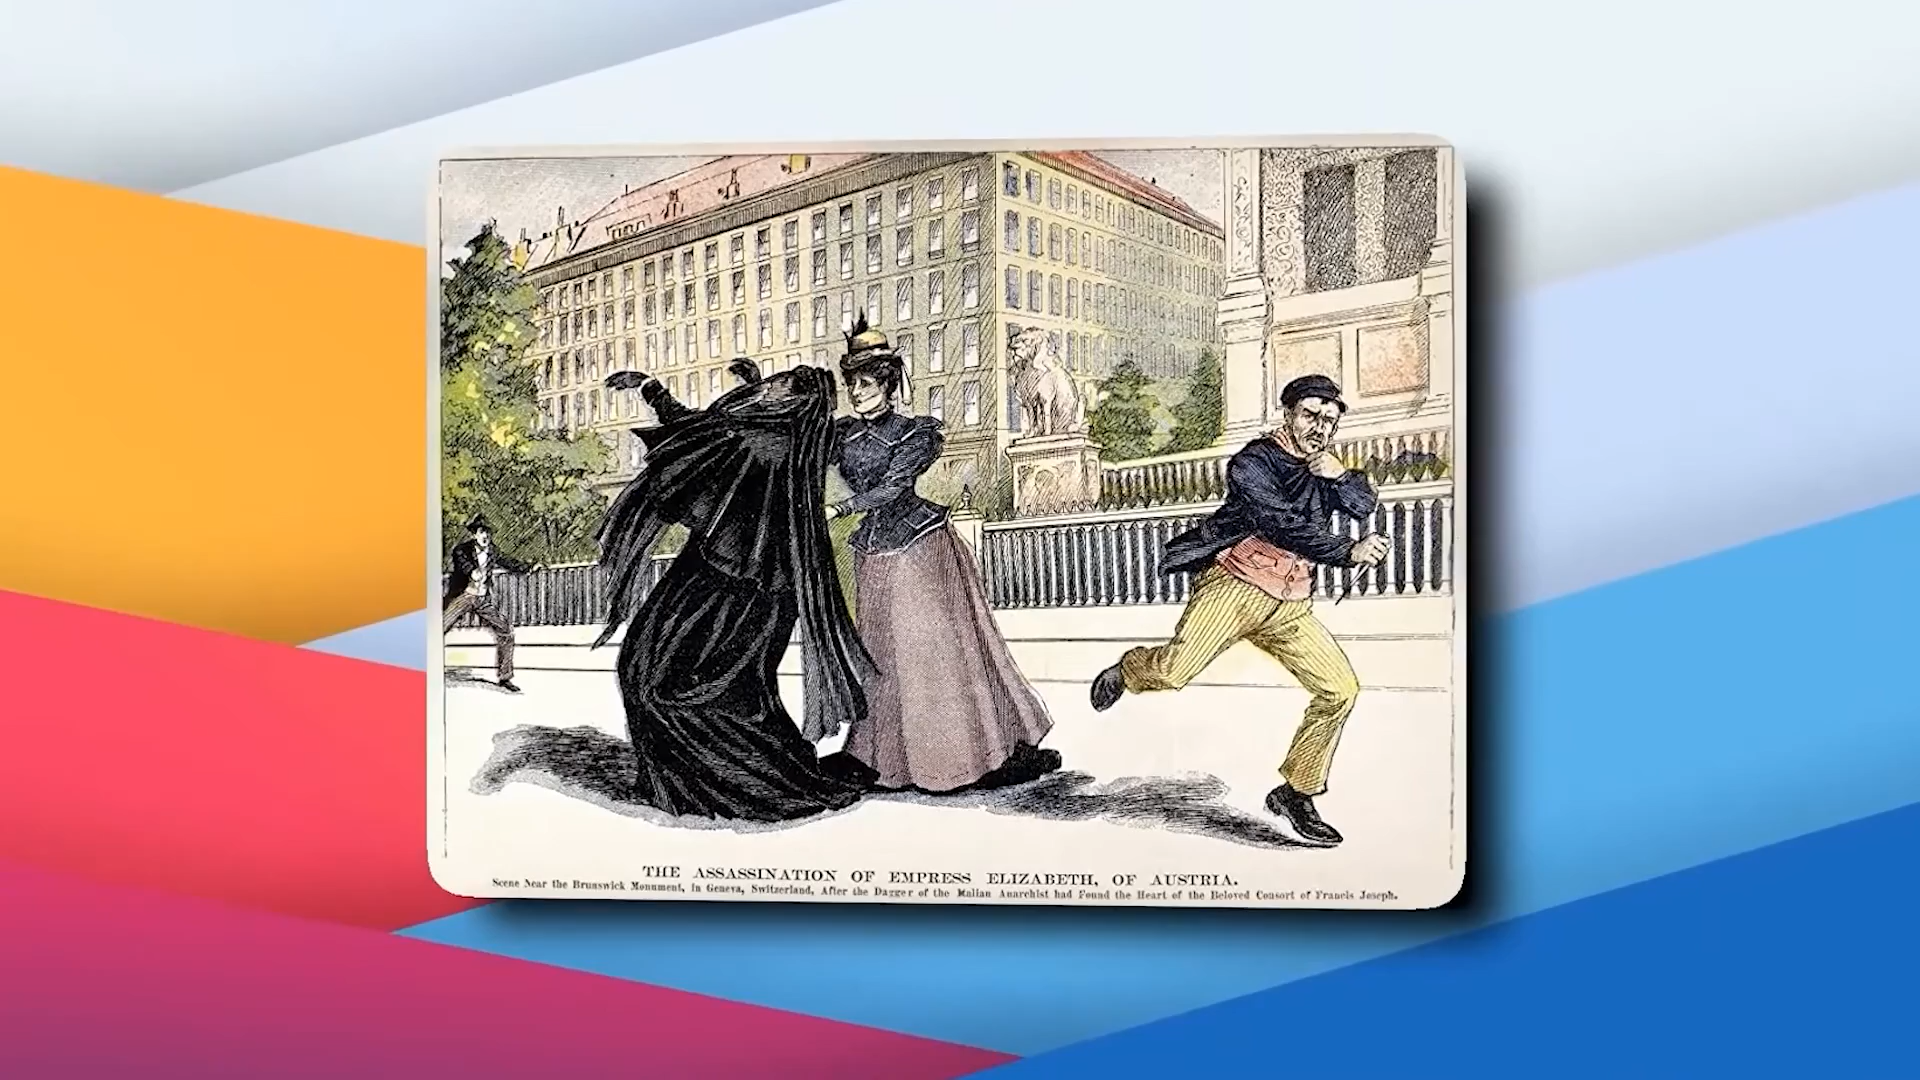 THE ASSASSINATION OF EMPRESS ELIZABETH, OF AUSTRIA.
Scene Near the Brunswick Monument, in Geneva, Switzerland, After the Dagger of the Italian Anarchist had Found the Heart of the Beloved Consort of Francis Joseph.